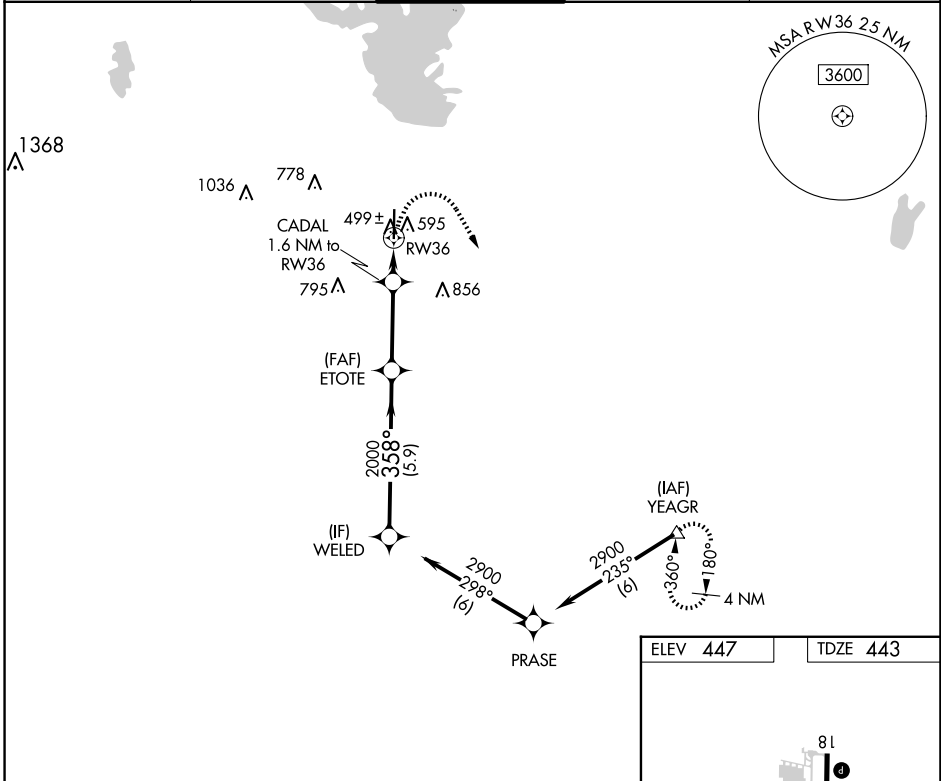 MSA RW36 25 NM
3600
1368
1036
778
499±
595
RW36
CADAL
1.6 NM to
RW36
795
856
(FAF)
ETOTE
2000
358°
(5.9)
(IF)
WELED
(IAF)
YEAGR
2900
235°
(6)
360°
180°
4 NM
2900
298°
(6)
PRASE
ELEV 447
TDZE 443
18
P